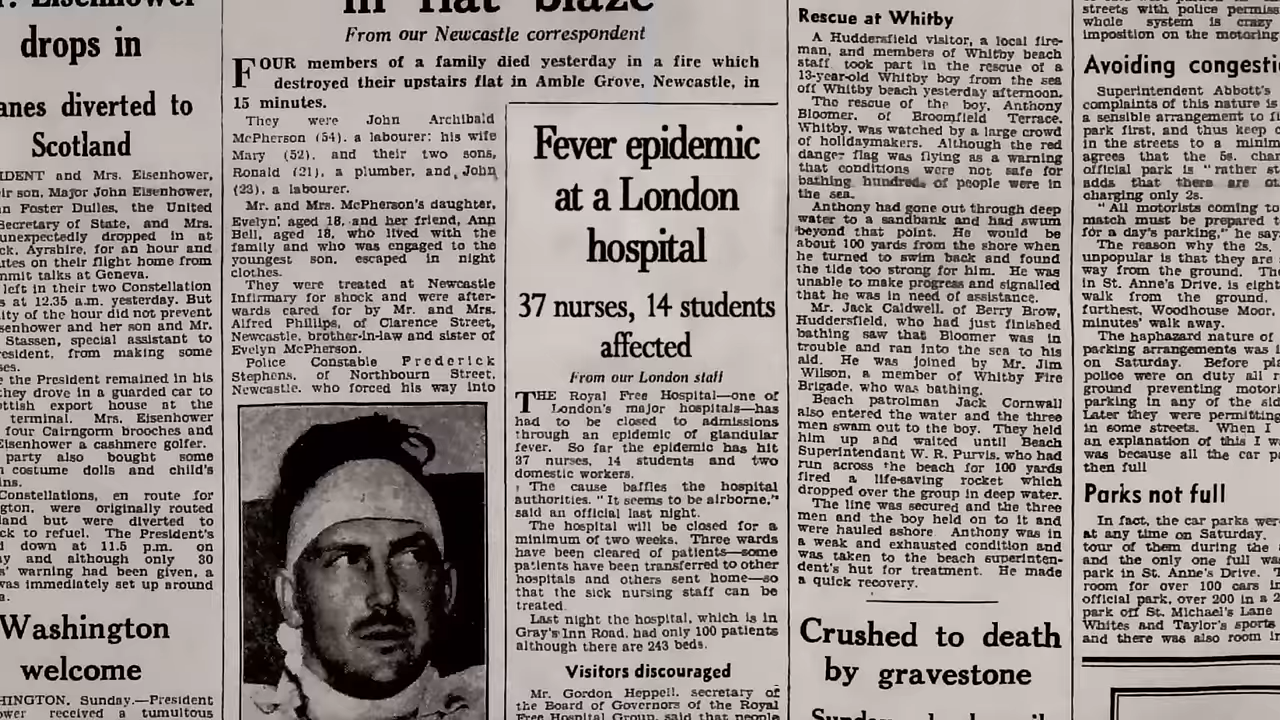 Eisenhower
drops in
anes diverted to
Scotland
IDENT and Mrs. Eisenhower,
eir son, Major John Eisenhower,
n Foster Dulles, the United
Secretary of State, and Mrs.
unexpectedly dropped in at
ck, Ayrshire, for an hour and
utes on their flight home from
mmit talks at Geneva.
left in their two Constellation
s at 12.35 a.m. yesterday. But
ity of the hour did not prevent
senhower and her son and Mr.
Stassen, special assistant to
resident, from making some
ses.
e the President remained in his
they drove in a guarded car to
ottish export house at the
terminal. Mrs. Eisenhower
four Cairngorm brooches and
Eisenhower a cashmere golfer.
party also bought some
n costume dolls and child's
ins.
Constellations, en route for
gton, were originally routed
land but were diverted to
ck to refuel. The President's
d down at 11.5 p.m. on
ay and although only 30
s' warning had been given, a
was immediately set up around
a.
Washington
welcome
HINGTON, Sunday.—President
ower received a tumultous
in flat blaze
From our Newcastle correspondent
FOUR members of a family died yesterday in a fire which
destroyed their upstairs flat in Amble Grove, Newcastle, in
15 minutes.
They were John Archibald
McPherson (54), a labourer: his wife
Mary (52), and their two sons,
Ronald (21), a plumber, and John
(23), a labourer.
Mr. and Mrs. McPherson's daughter,
Evelyn, aged 18, and her friend, Ann
Bell, aged 18, who lived with the
family and who was engaged to the
youngest son, escaped in night
clothes.
They were treated at Newcastle
Infirmary for shock and were after-
wards cared for by Mr. and Mrs.
Alfred Phillips, of Clarence Street,
Newcastle, brother-in-law and sister of
Evelyn McPherson.
Police Constable Frederick
Stephens, of Northbourn Street,
Newcastle, who forced his way into
Fever epidemic
at a London
hospital
37 nurses, 14 students
affected
From our London staff
THE Royal Free Hospital—one of
London's major hospitals—has
had to be closed to admissions
through an epidemic of glandular
fever. So far the epidemic has hit
37 nurses, 14 students and two
domestic workers.
The cause baffles the hospital
authorities. "It seems to be airborne,"
said an official last night.
The hospital will be closed for a
minimum of two weeks. Three wards
have been cleared of patients—some
patients have been transferred to other
hospitals and others sent home—so
that the sick nursing staff can be
treated.
Last night the hospital, which is in
Gray's Inn Road, had only 100 patients
although there are 243 beds.
Visitors discouraged
Mr. Gordon Heppell, secretary of
the Board of Governors of the Royal
Free Hospital Group, said that people
Rescue at Whitby
A Huddersfield visitor, a local fire-
man, and members of Whitby beach
staff took part in the rescue of a
13-year-old Whitby boy from the sea
off Whitby beach yesterday afternoon.
The rescue of the boy, Anthony
Bloomer, of Broomfield Terrace,
Whitby, was watched by a large crowd
of holidaymakers. Although the red
danger flag was flying as a warning
that conditions were not safe for
bathing hundreds of people were in
the sea.
Anthony had gone out through deep
water to a sandbank and had swum
beyond that point. He would be
about 100 yards from the shore when
he turned to swim back and found
the tide too strong for him. He was
unable to make progress and signalled
that he was in need of assistance.
Mr. Jack Caldwell, of Berry Brow,
Huddersfield, who had just finished
bathing saw that Bloomer was in
trouble and ran into the sea to his
aid. He was joined by Mr. Jim
Wilson, a member of Whitby Fire
Brigade, who was bathing.
Beach patrolman Jack Cornwall
also entered the water and the three
men swam out to the boy. They held
him up and waited until Beach
Superintendant W. R. Purvis, who had
run across the beach for 100 yards
fired a life-saving rocket which
dropped over the group in deep water.
The line was secured and the three
men and the boy held on to it and
were hauled ashore. Anthony was in
a weak and exhausted condition and
was taken to the beach superinten-
dent's hut for treatment. He made
a quick recovery.
Crushed to death
by gravestone
streets with police permiss
whole system is crazy
imposition on the motoring
Avoiding congesti
Superintendent Abbott's
complaints of this nature is
a sensible arrangement to fi
park first, and thus keep
in the streets to a minim
agrees that the 5s. char
official park is "rather st
adds that there are ot
charging only 2s.
"All motorists coming to
match must be prepared t
for a day's parking," he say
The reason why the 2s.
unpopular is that they are
way from the ground. Th
in St. Anne's Drive, is eight
walk from the ground.
furthest, Woodhouse Moor,
minutes' walk away.
The haphazard nature of
parking arrangements was i
on Saturday. Before pla
police were on duty all r
ground preventing motori
parking in any of the sid
Later they were permitting
in some streets. When I
an explanation of this I w
was because all the car pa
then full
Parks not full
In fact, the car parks wer
at any time on Saturday.
tour of them during the
and the only one full wa
park in St. Anne's Drive. T
room for over 100 cars in
official park, over 200 in a 2
park off St. Michael's Lane
Whites and Taylor's sports
and there was also room in